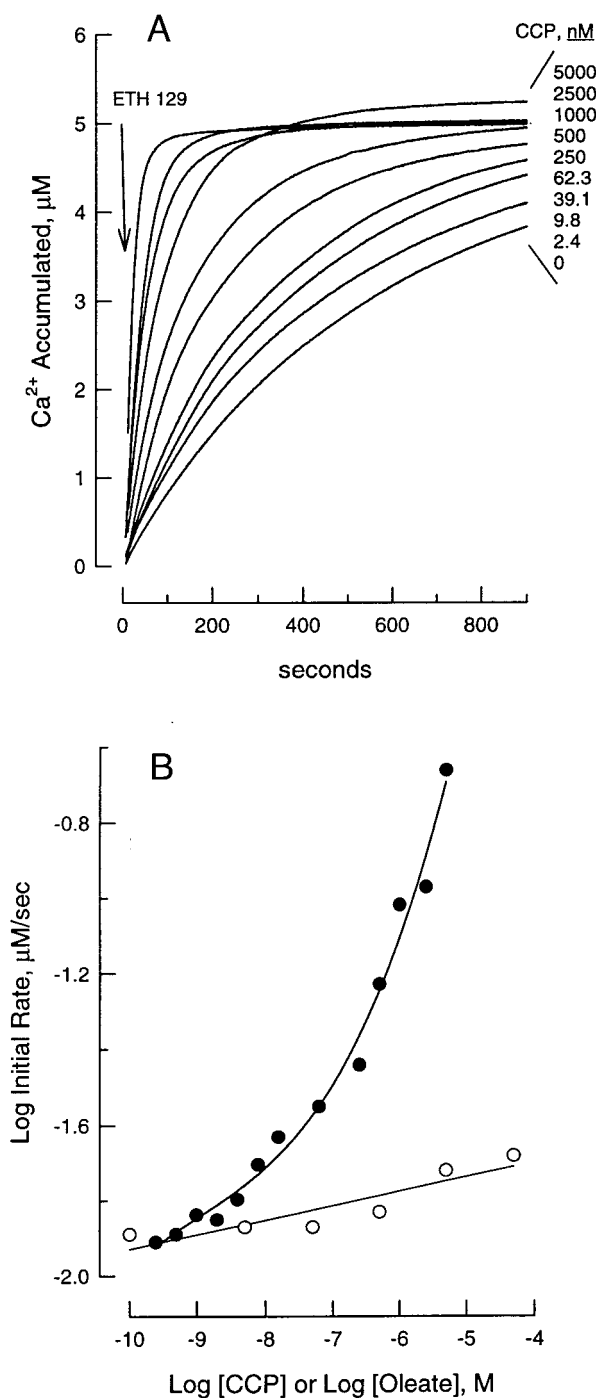 A
CCP, nM
ETH 129
5000
2500
1000
500
250
62.3
39.1
9.8
2.4
0
6
5
4
3
2
1
0
Ca²⁺ Accumulated, μM
0 200 400 600 800
seconds
B
-0.8
-1.2
-1.6
-2.0
Log Initial Rate, μM/sec
-10 -9 -8 -7 -6 -5 -4
Log [CCP] or Log [Oleate], M